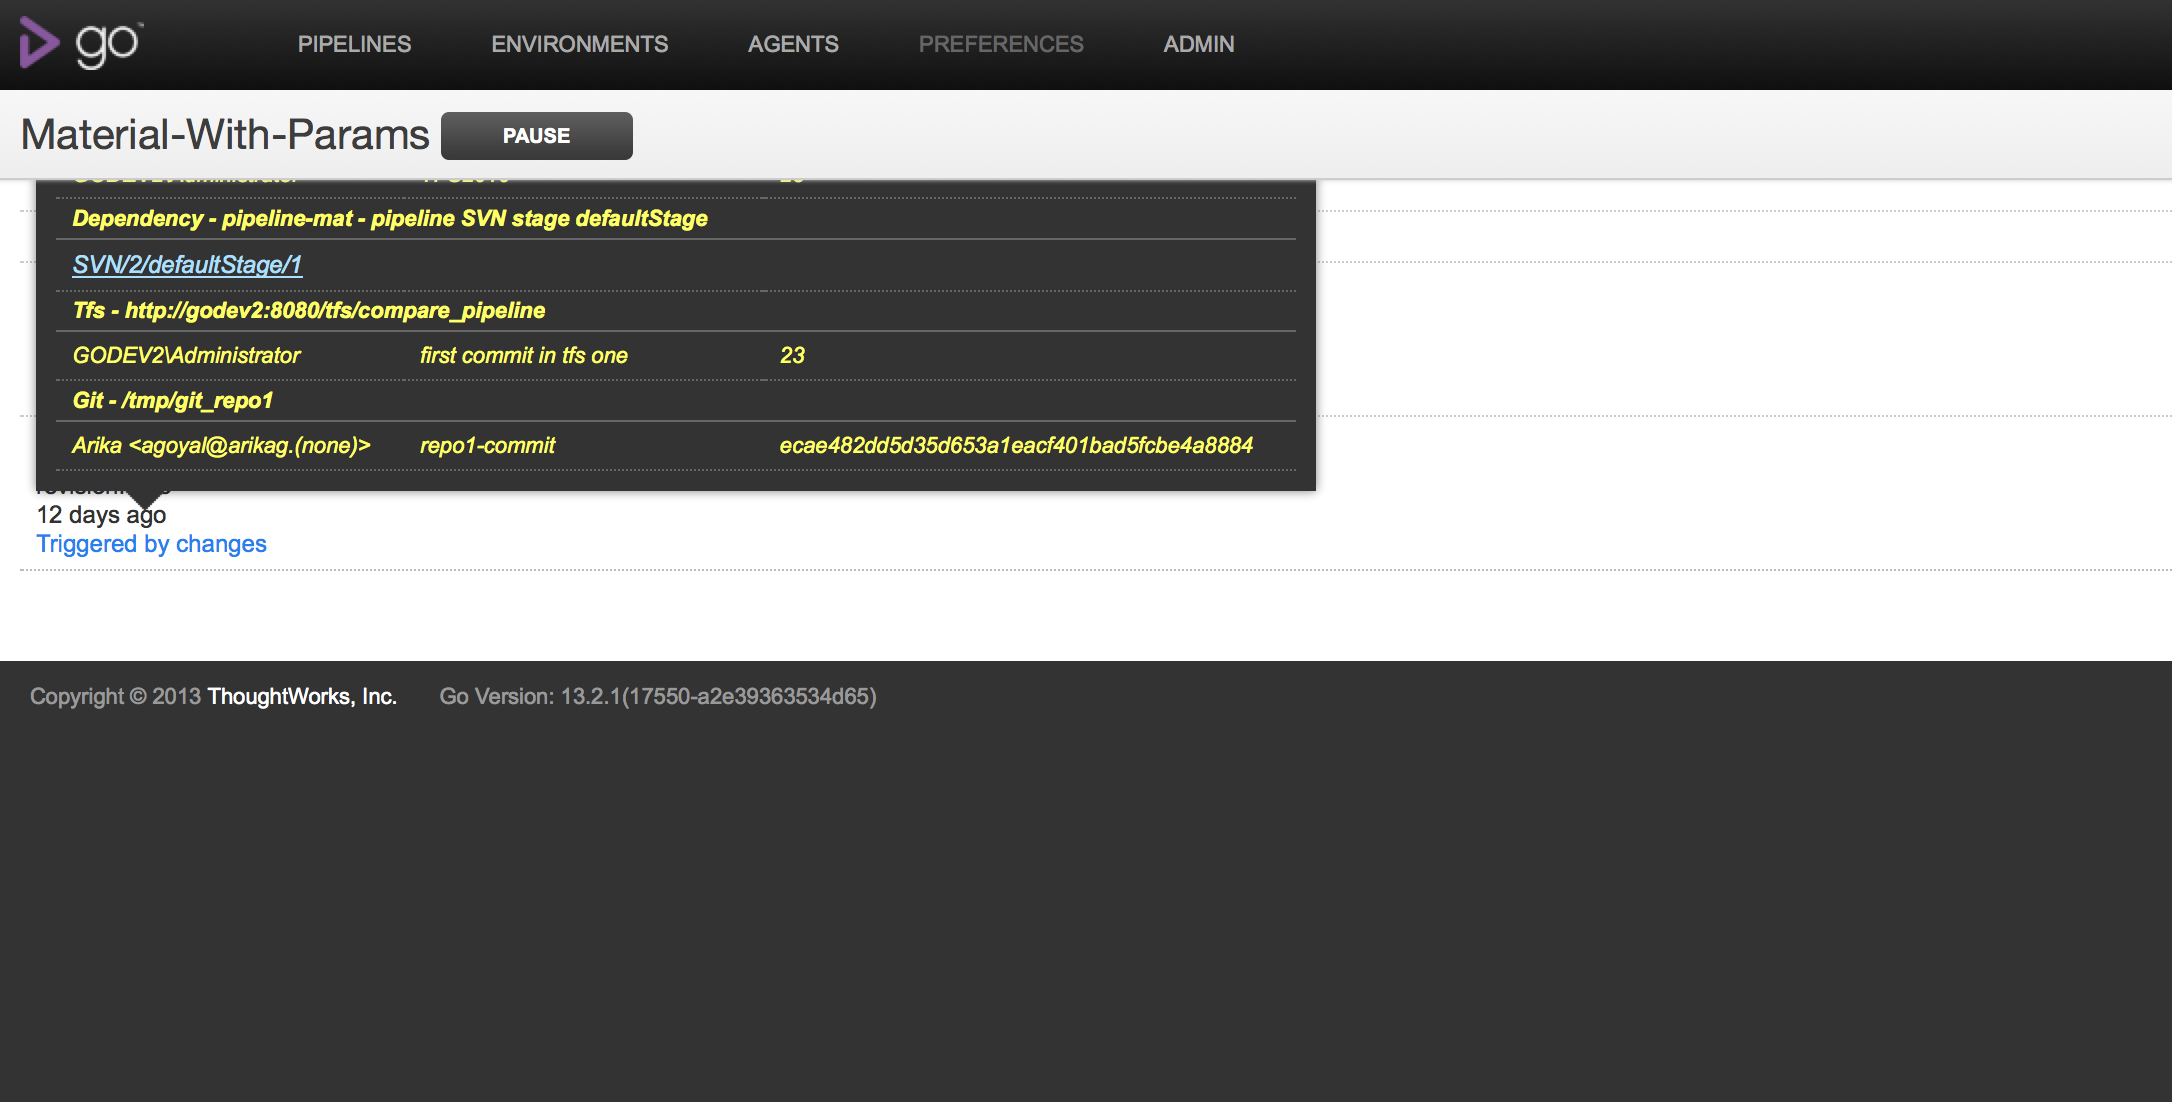 go
PIPELINES ENVIRONMENTS AGENTS PREFERENCES ADMIN
Material-With-Params PAUSE
Dependency - pipeline-mat - pipeline SVN stage defaultStage
SVN/2/defaultStage/1
Tfs - http://godev2:8080/tfs/compare_pipeline
GODEV2\Administrator first commit in tfs one 23
Git - /tmp/git_repo1
Arika <agoyal@arikag.(none)> repo1-commit ecae482dd5d35d653a1eacf401bad5fcbe4a8884
12 days ago
Triggered by changes
Copyright © 2013 ThoughtWorks, Inc. Go Version: 13.2.1(17550-a2e39363534d65)